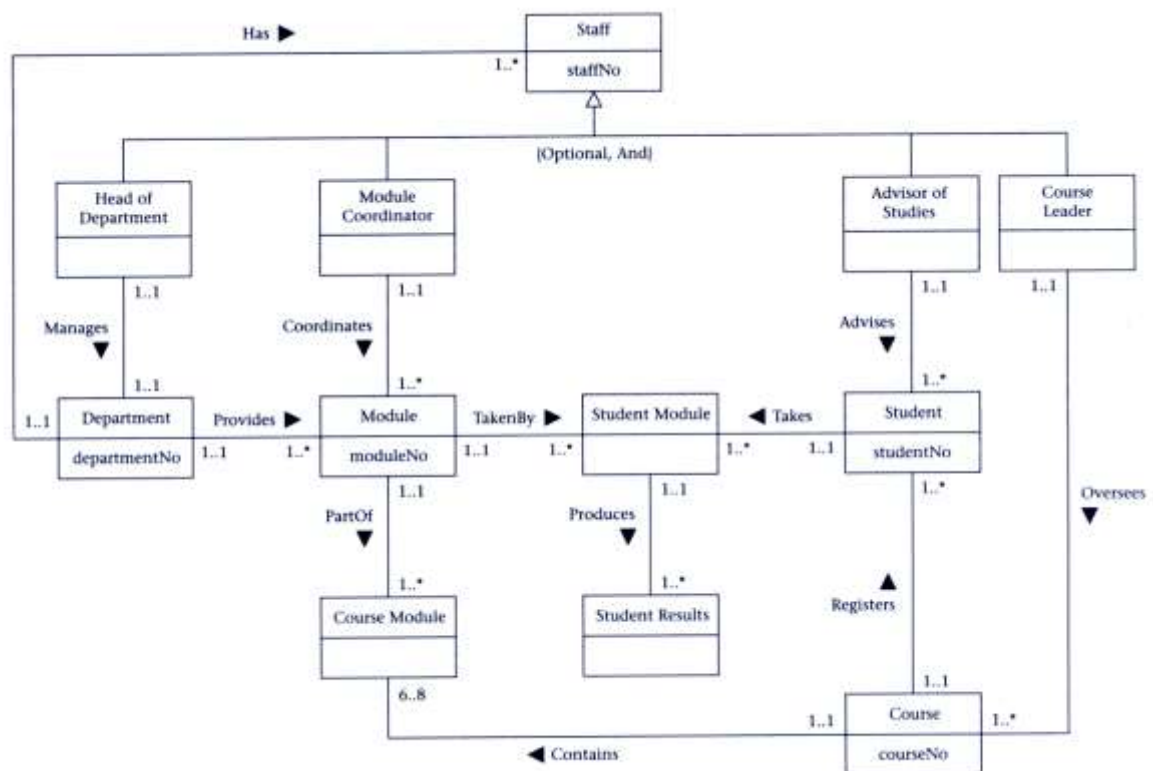 Has ▶
Staff
1..*
staffNo
{Optional, And}
Head of
Department
Module
Coordinator
Advisor of
Studies
Course
Leader
1..1
1..1
1..1
1..1
Manages
▼
Coordinates
▼
Advises
▼
1..1
1..*
1..*
1..1
Department
Provides ▶
Module
TakenBy ▶
Student Module
◀ Takes
Student
departmentNo
1..1
1..*
moduleNo
1..1
1..*
1..*
1..1
studentNo
1..1
1..1
1..*
Oversees
▼
PartOf
▼
Produces
▼
1..*
1..*
▲
Registers
Course Module
Student Results
6..8
1..1
1..1
Course
1..*
◀ Contains
courseNo